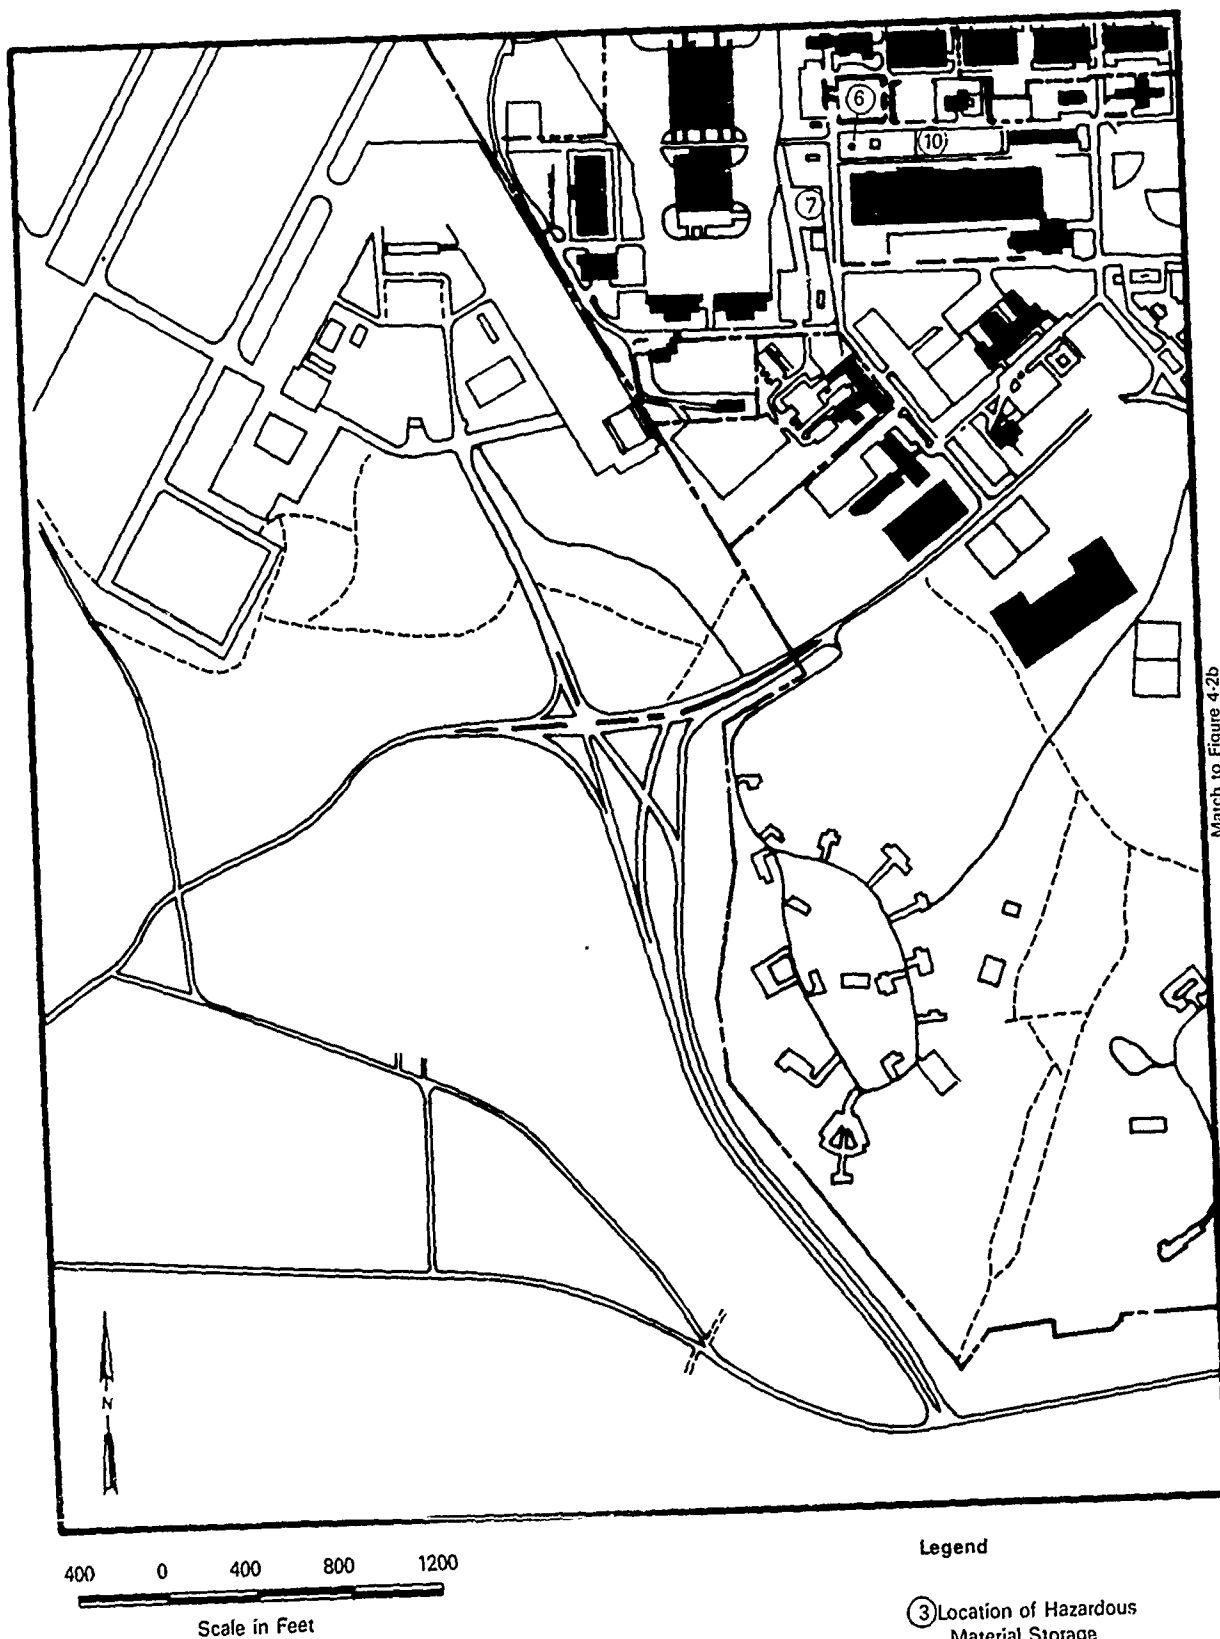 6
10
7
Match to Figure 4-2b
N
400 0 400 800 1200
Scale in Feet
Legend
3 Location of Hazardous
Material Storage